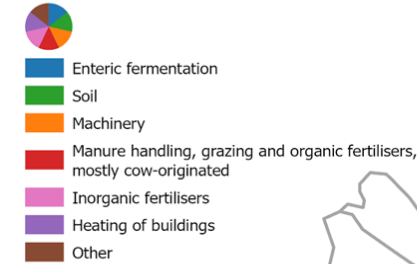 Enteric fermentation
Soil
Machinery
Manure handling, grazing and organic fertilisers,
mostly cow-originated
Inorganic fertilisers
Heating of buildings
Other